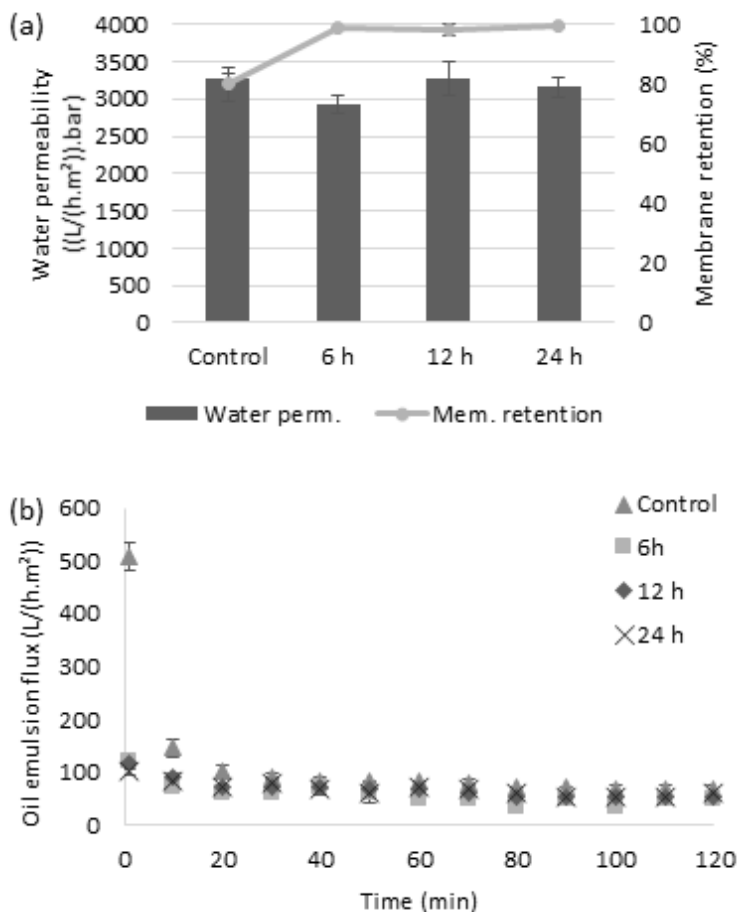 (a)
Water permeability
((L/(h.m²)).bar)
4000
3500
3000
2500
2000
1500
1000
500
0
100
80
60
40
20
0
Membrane retention (%)
Control 6 h 12 h 24 h
Water perm. Mem. retention
(b)
Oil emulsion flux (L/(h.m²))
600
500
400
300
200
100
0
Control
6h
12 h
24 h
0 20 40 60 80 100 120
Time (min)